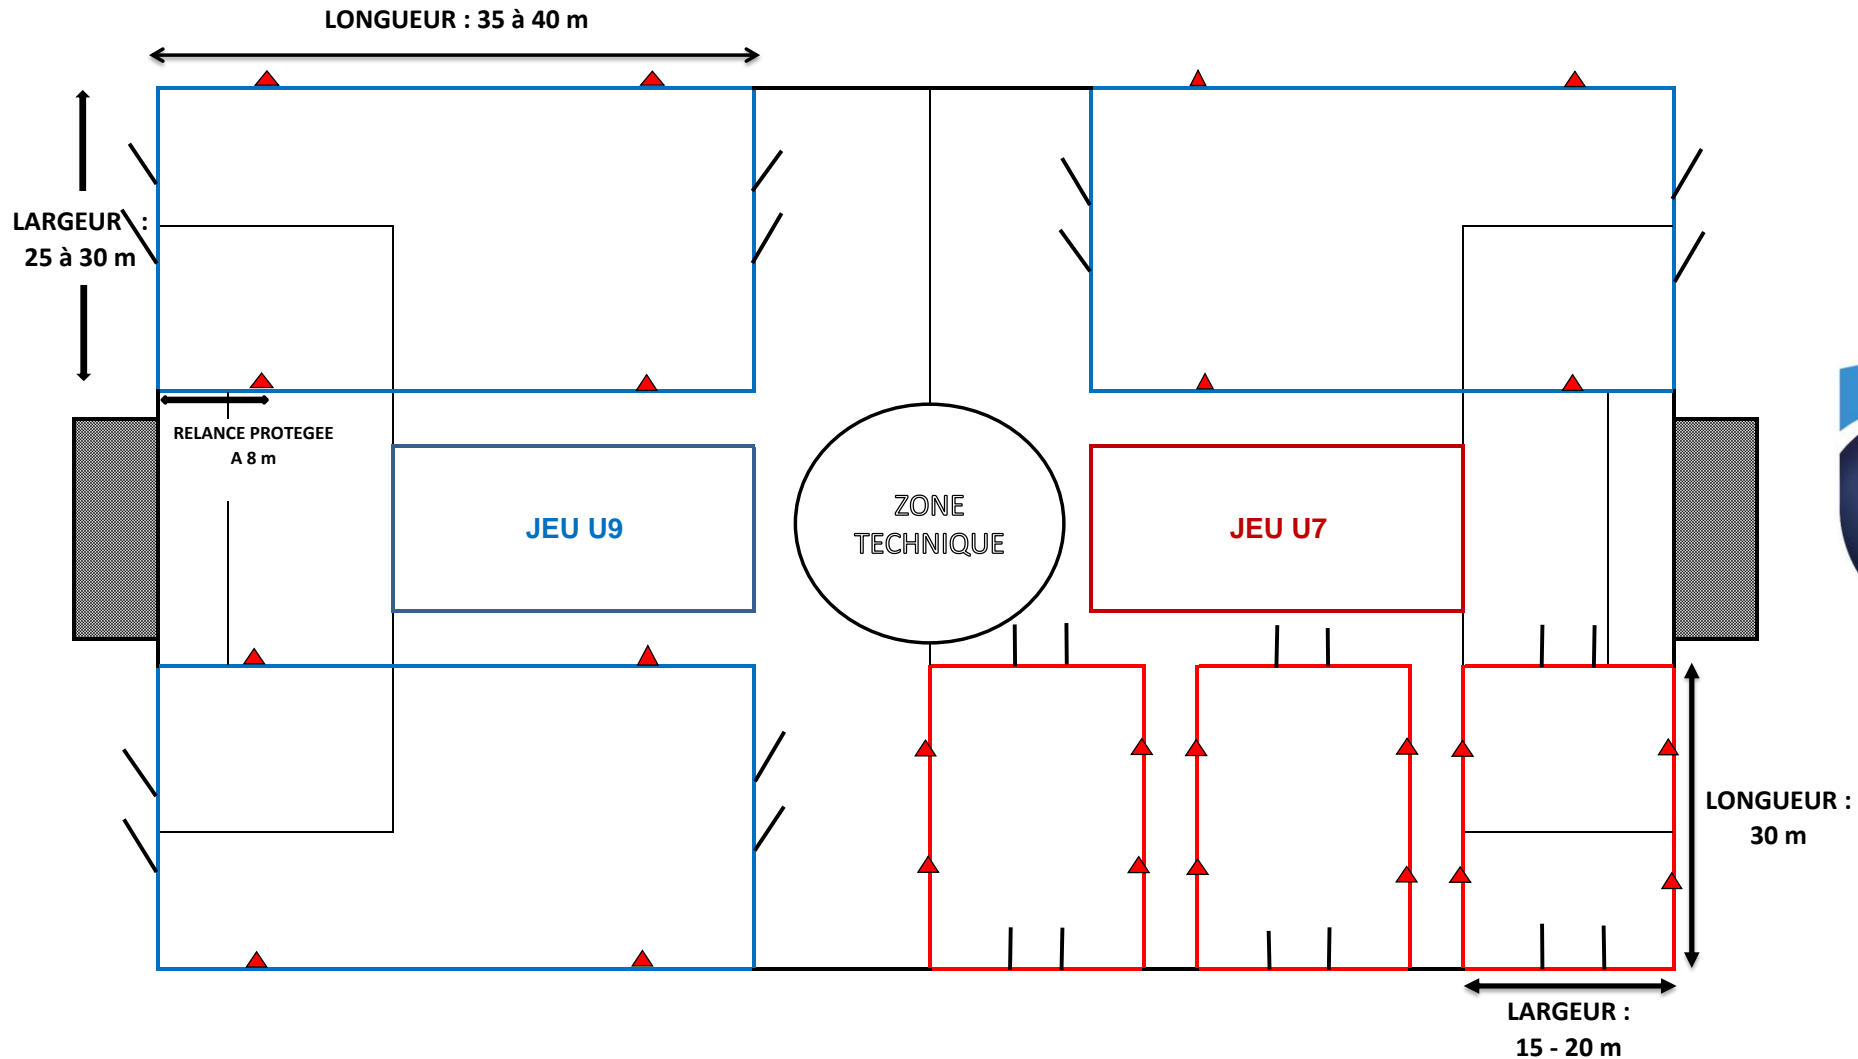 LONGUEUR : 35 à 40 m
LARGEUR :
25 à 30 m
RELANCE PROTEGEE
A 8 m
JEU U9
ZONE
TECHNIQUE
JEU U7
LONGUEUR :
30 m
LARGEUR :
15 - 20 m